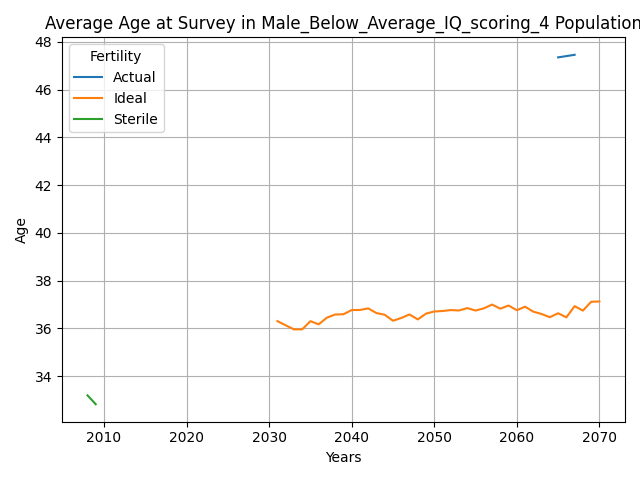 Average Age at Survey in Male_Below_Average_IQ_scoring_4 Population
Fertility
Actual
Ideal
Sterile
48
46
44
42
40
38
36
34
Age
2010 2020 2030 2040 2050 2060 2070
Years